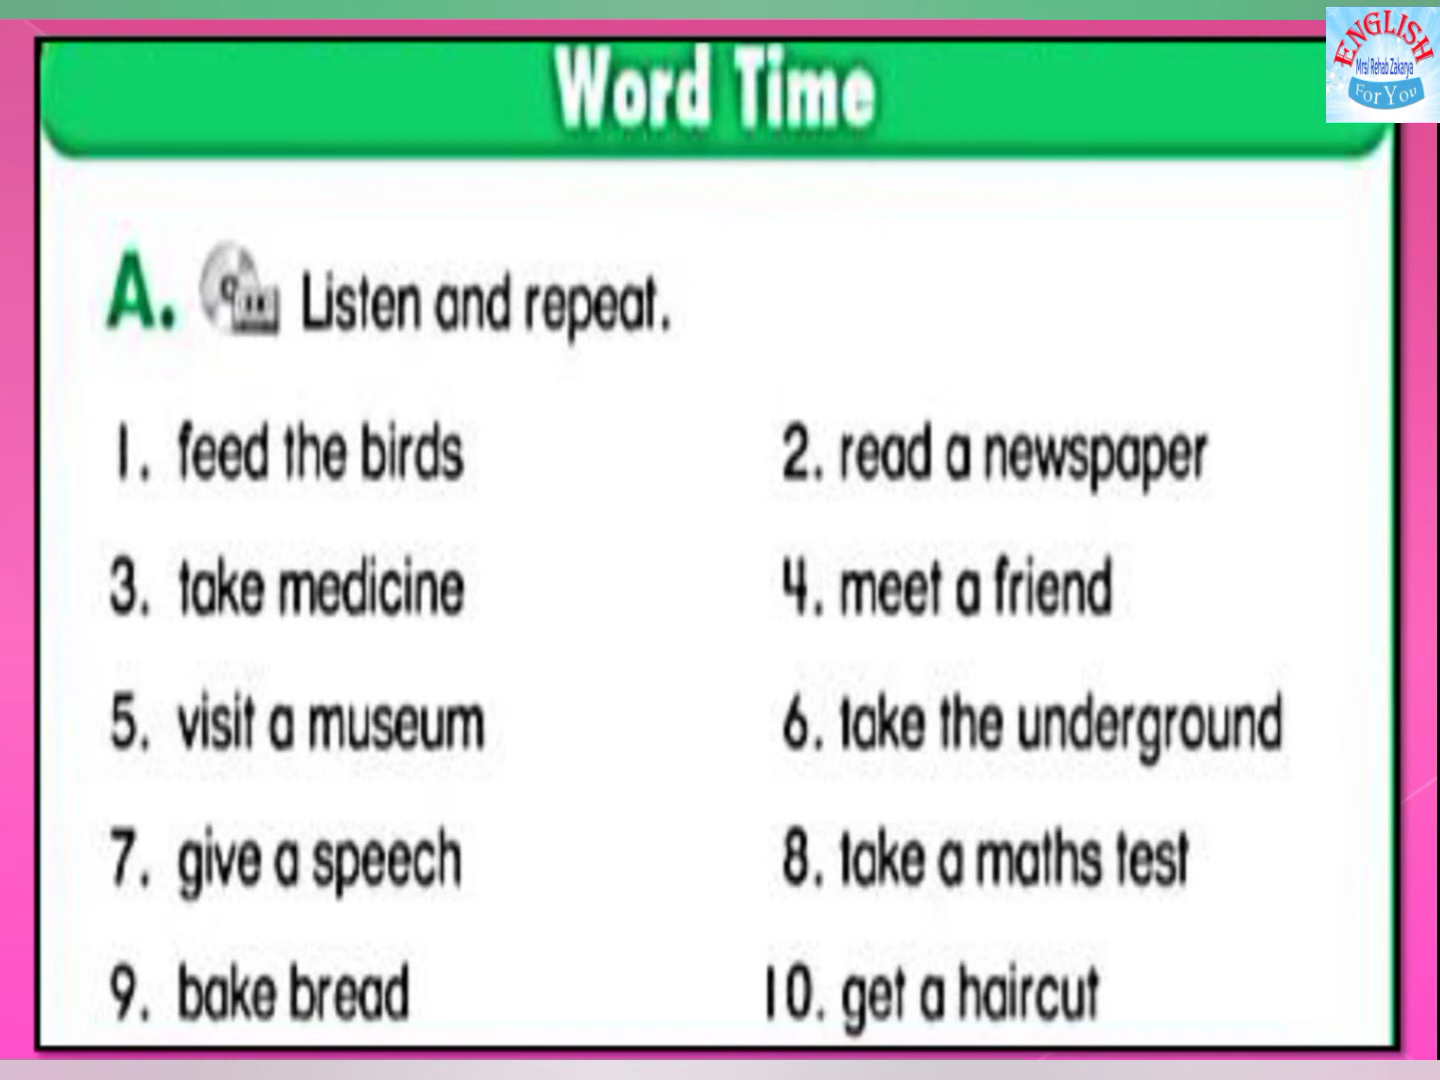 Word Time
ENGLISH
Mrs/ Rehab Zakarya
For You
A. Listen and repeat.
1. feed the birds
2. read a newspaper
3. take medicine
4. meet a friend
5. visit a museum
6. take the underground
7. give a speech
8. take a maths test
9. bake bread
10. get a haircut